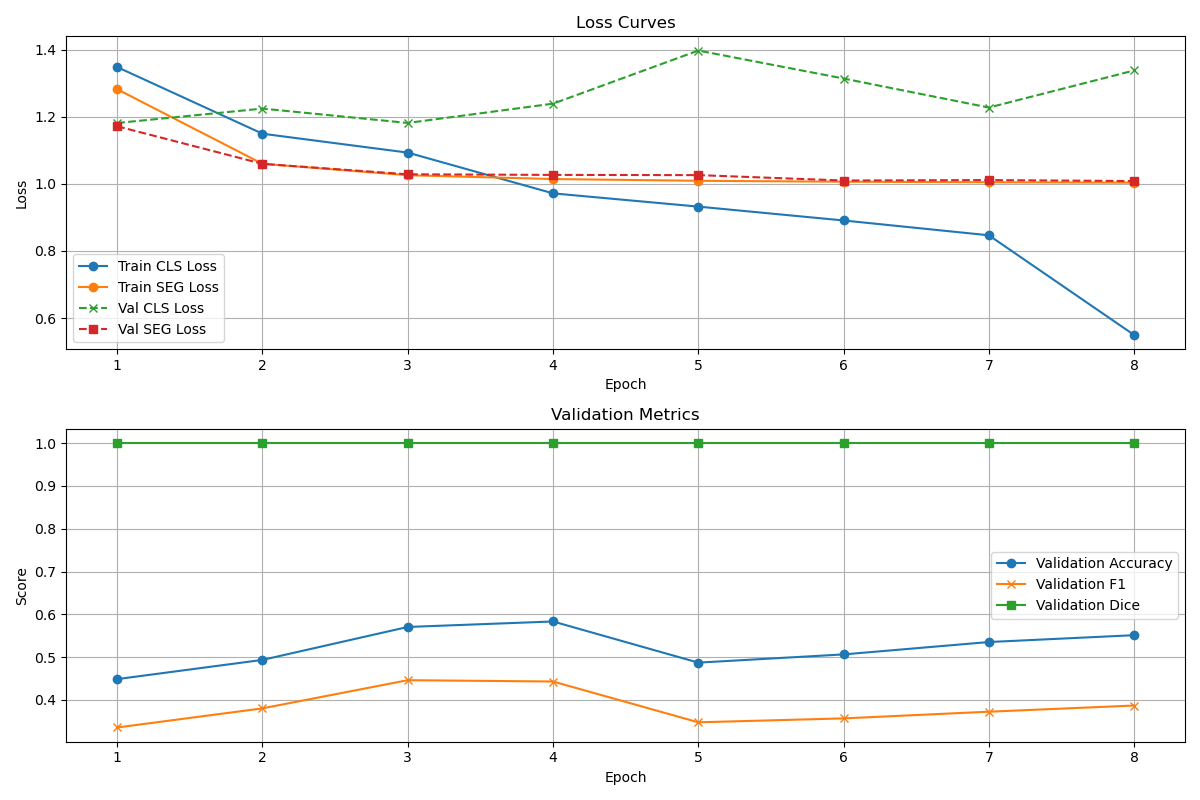 Loss Curves
1.4
1.2
1.0
0.8
0.6
Loss
Train CLS Loss
Train SEG Loss
Val CLS Loss
Val SEG Loss
1 2 3 4 5 6 7 8
Epoch
Validation Metrics
1.0
0.9
0.8
0.7
0.6
0.5
0.4
Score
Validation Accuracy
Validation F1
Validation Dice
1 2 3 4 5 6 7 8
Epoch